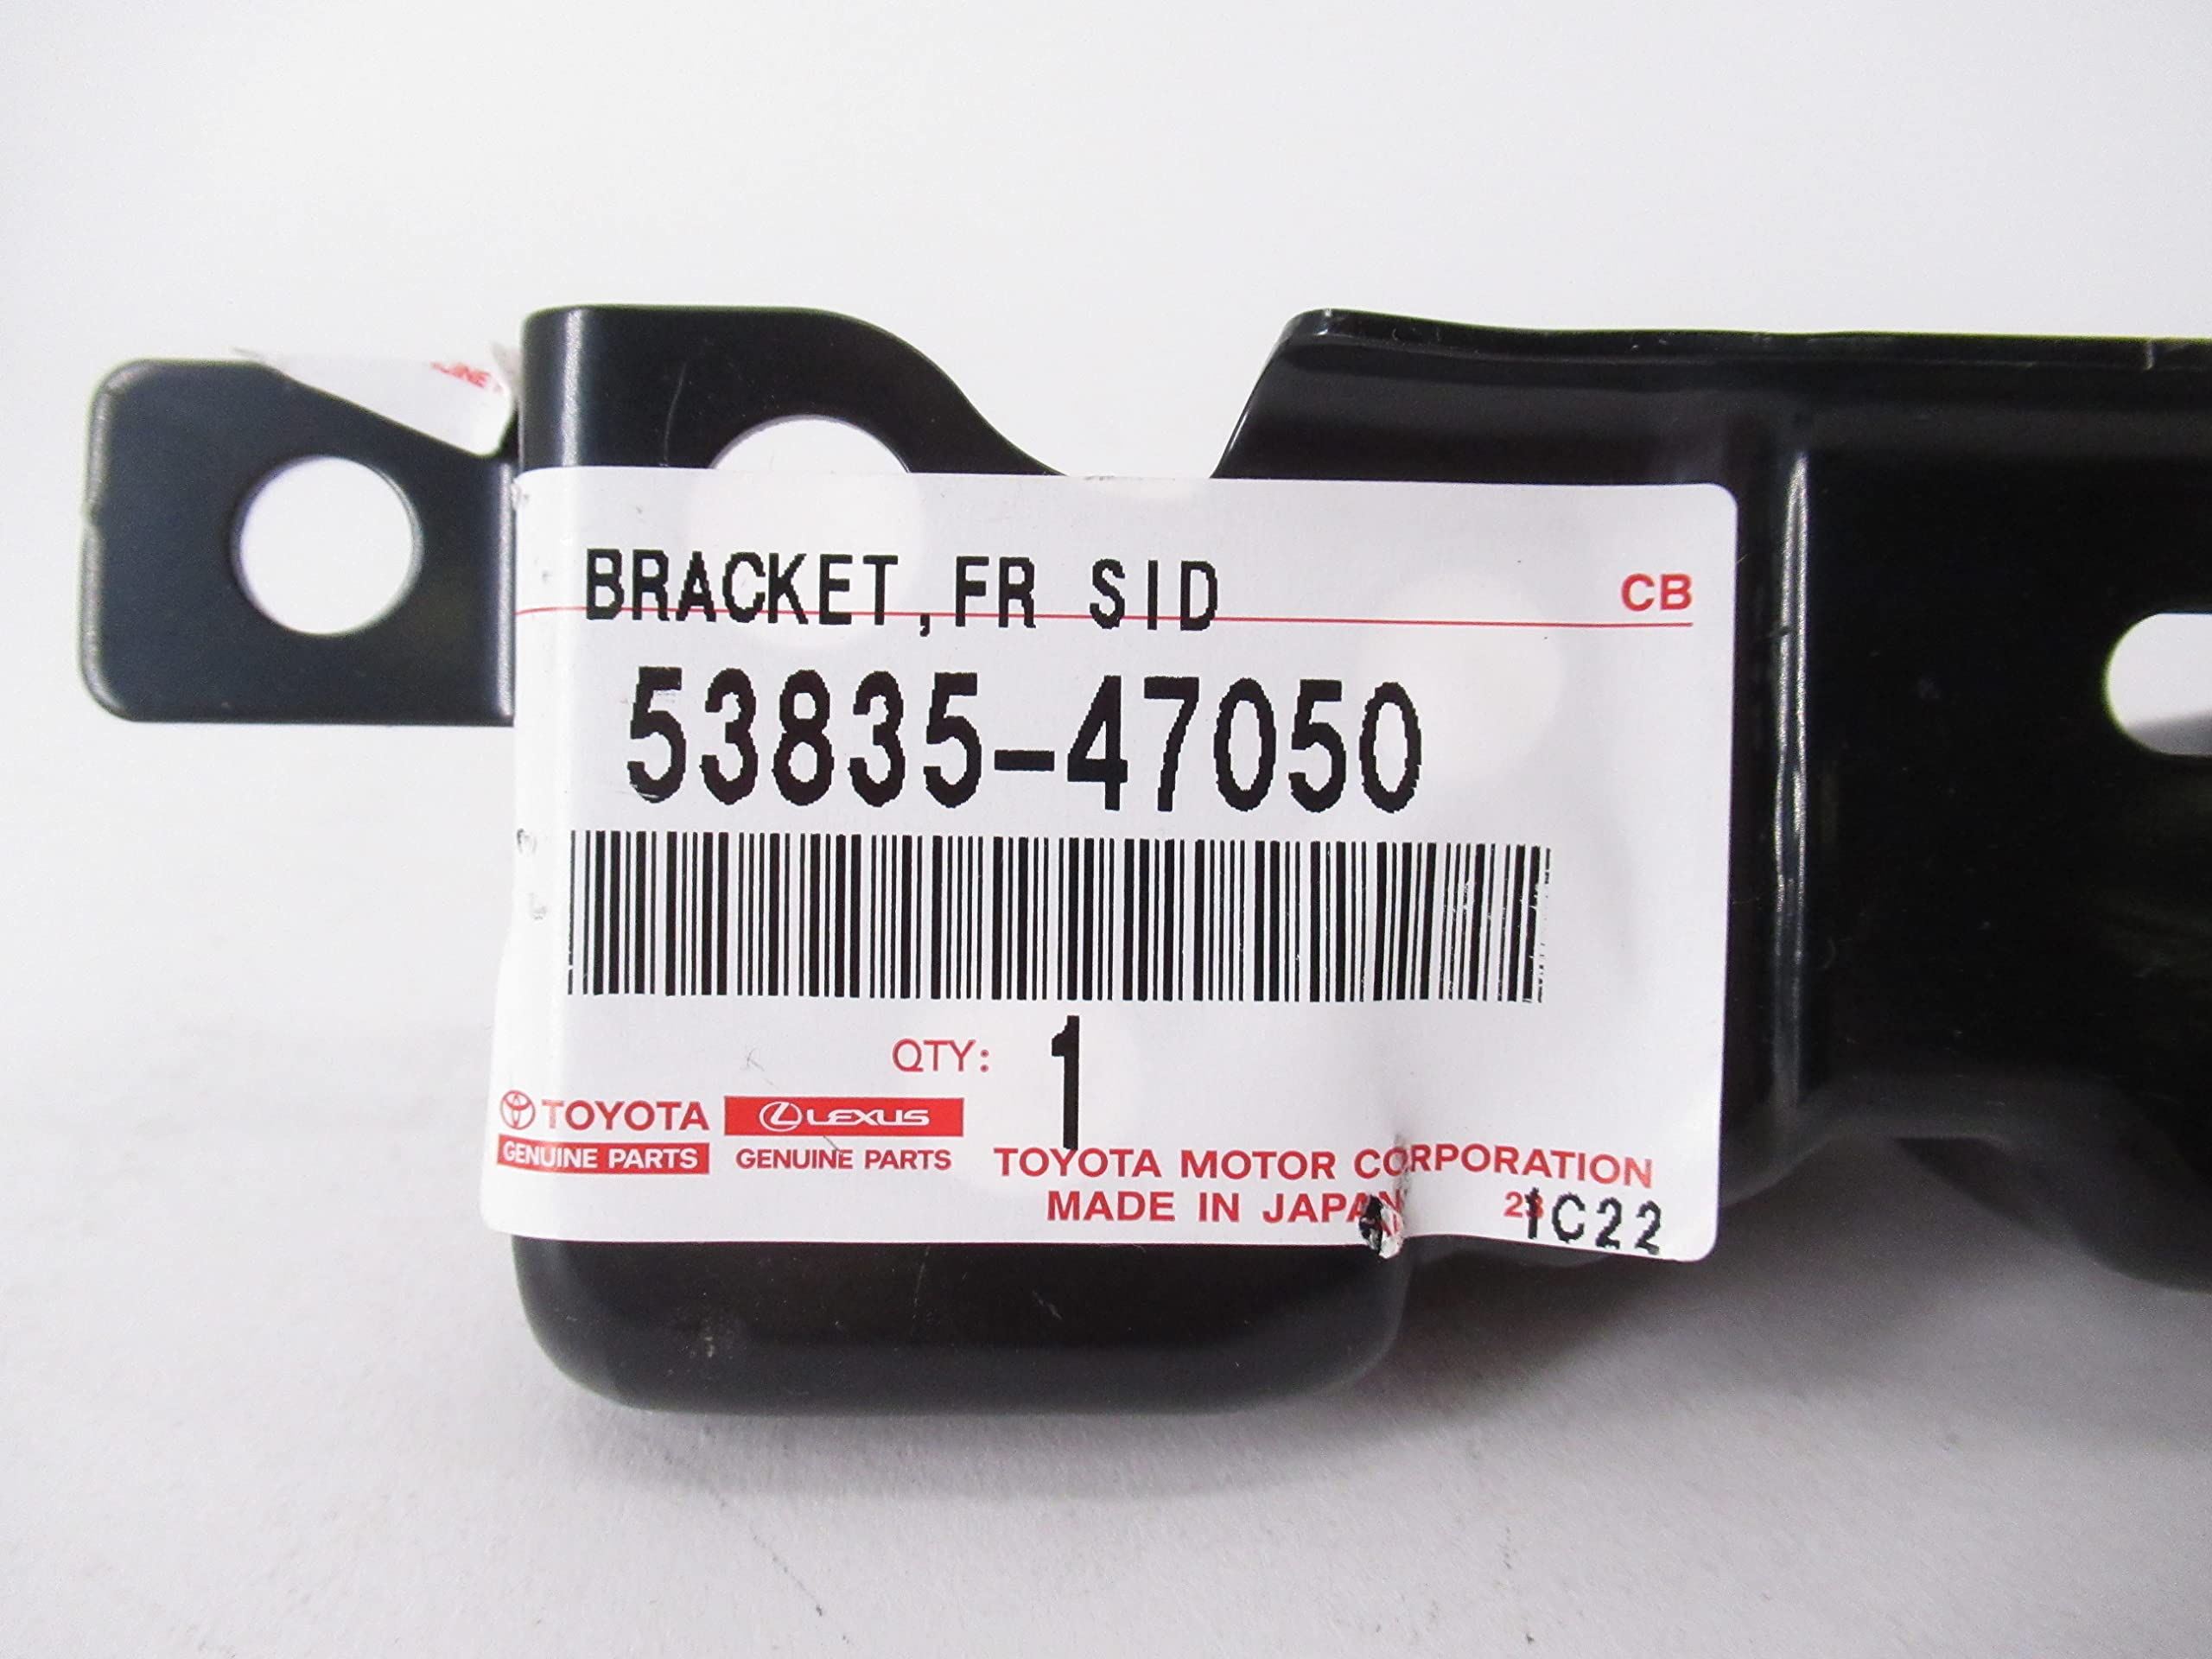 BRACKET,FR SID CB
53835-47050
QTY: 1
TOYOTA LEXUS
GENUINE PARTS GENUINE PARTS
TOYOTA MOTOR CORPORATION
MADE IN JAPAN 1C22